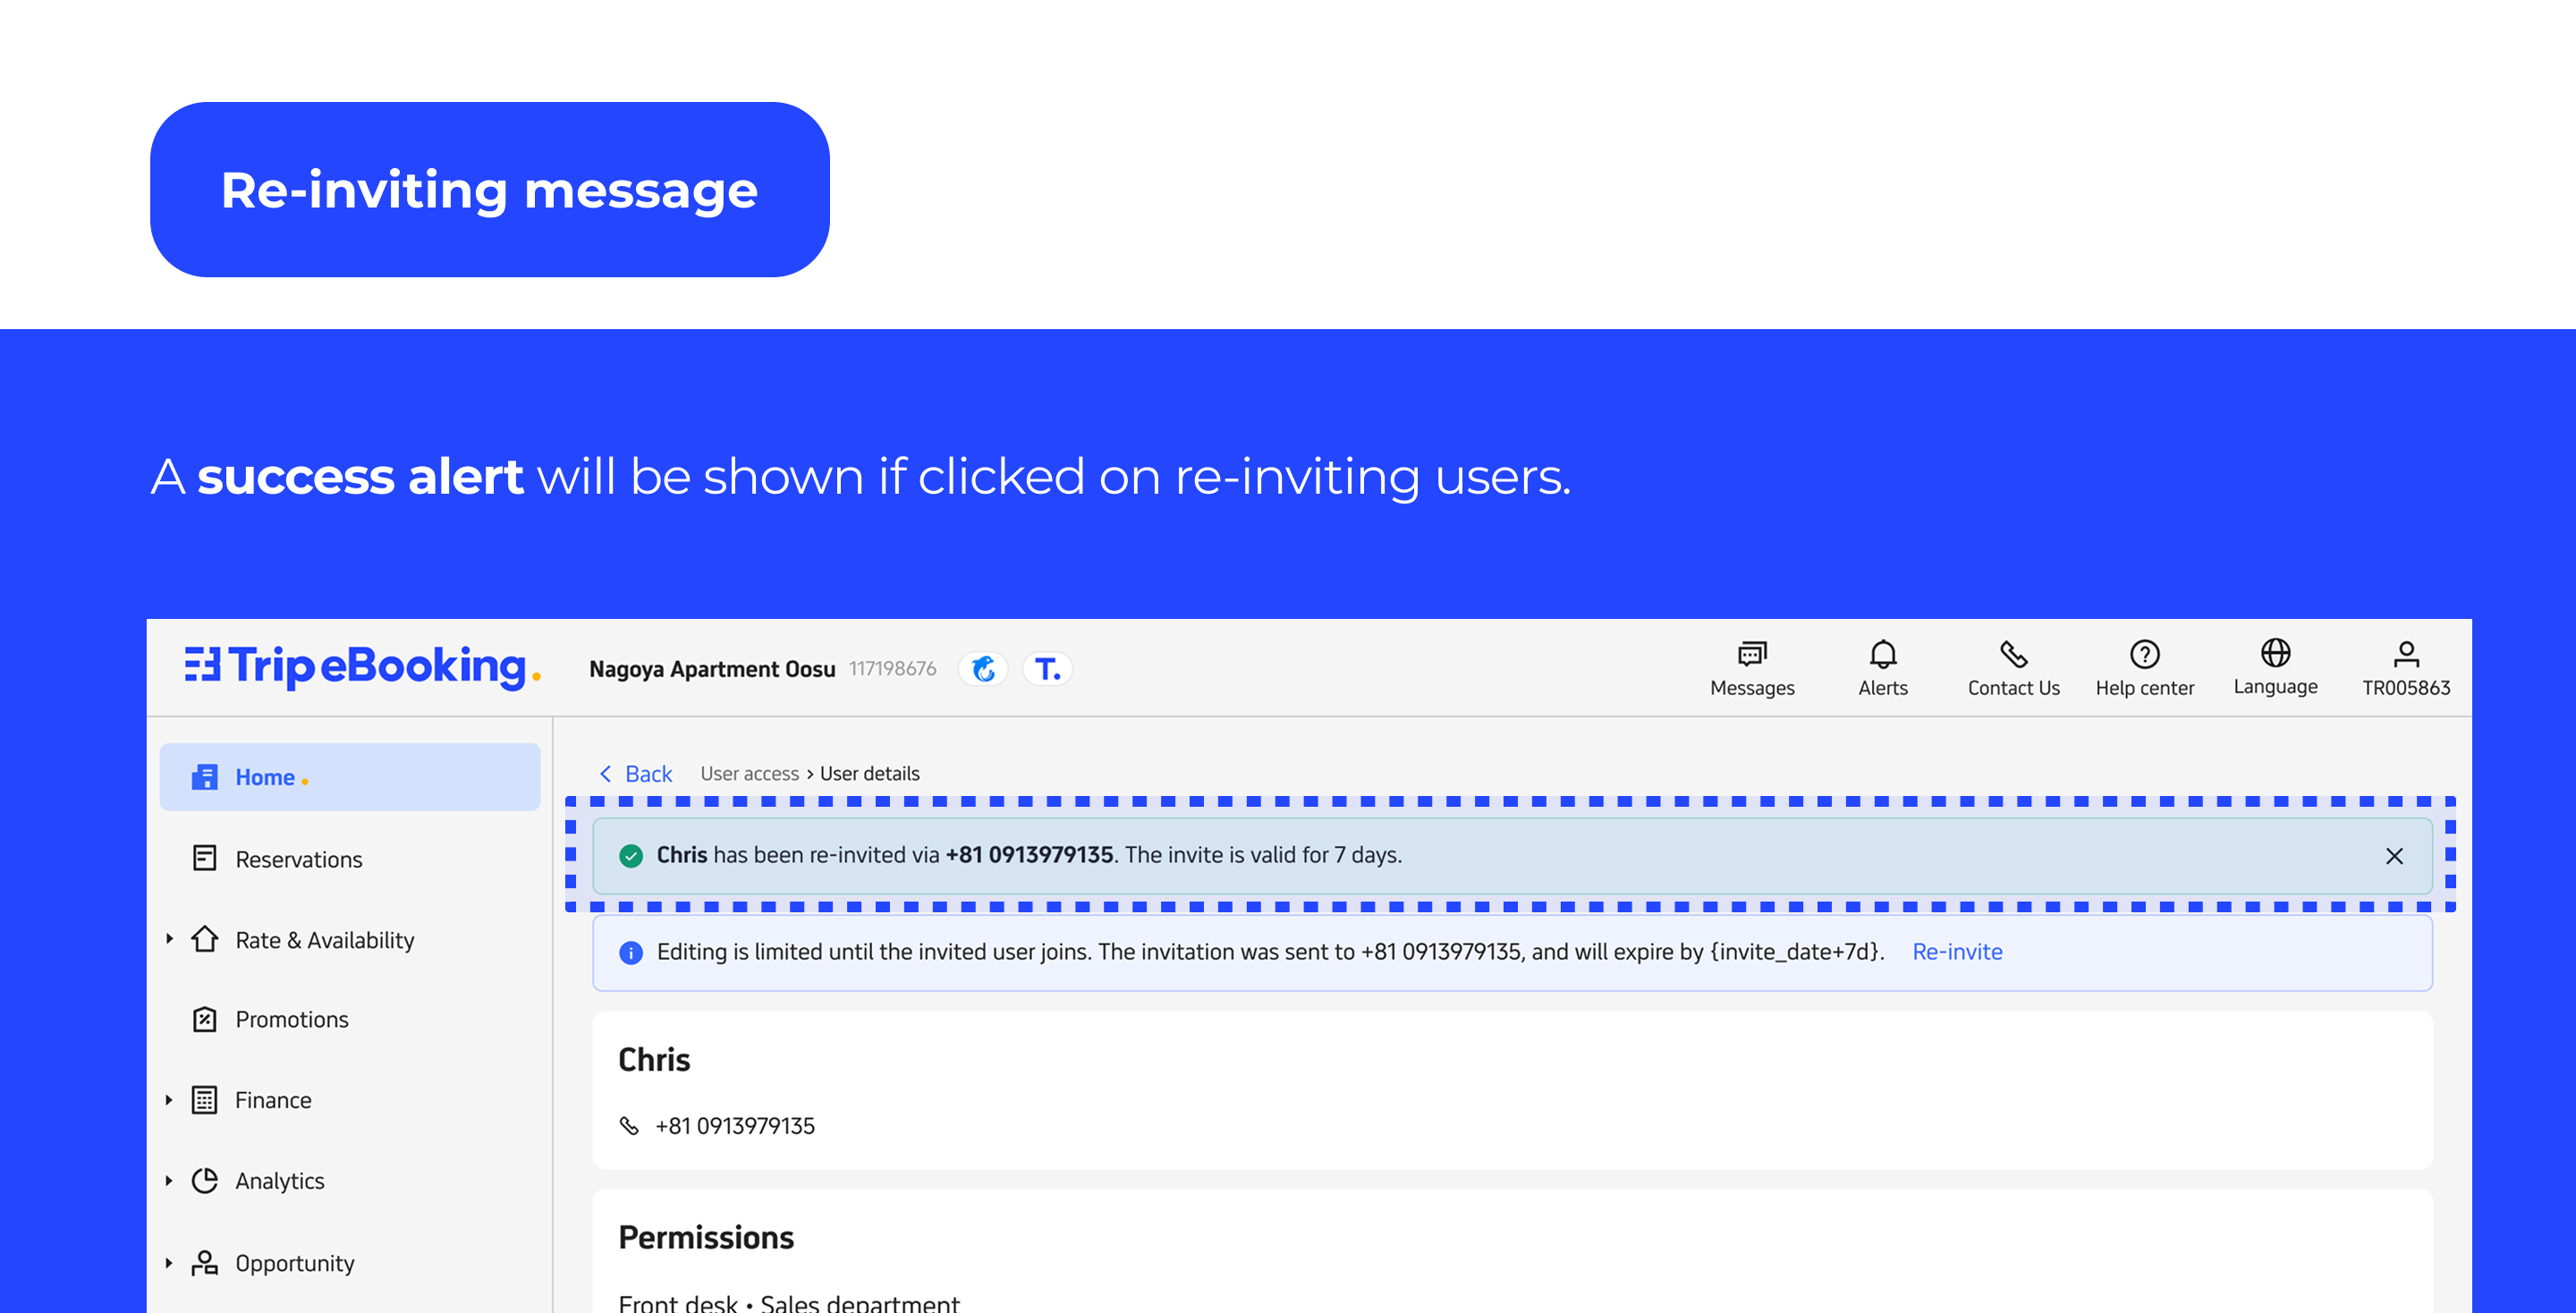 Re-inviting message
A success alert will be shown if clicked on re-inviting users.
Trip eBooking.
Nagoya Apartment Oosu 117198676 T.
Messages
Alerts
Contact Us
Help center
Language
TR005863
Home
Reservations
Rate & Availability
Promotions
Finance
Analytics
Opportunity
Back User access > User details
Chris has been re-invited via +81 0913979135. The invite is valid for 7 days.
Editing is limited until the invited user joins. The invitation was sent to +81 0913979135, and will expire by {invite_date+7d}. Re-invite
Chris
+81 0913979135
Permissions
Front desk • Sales department